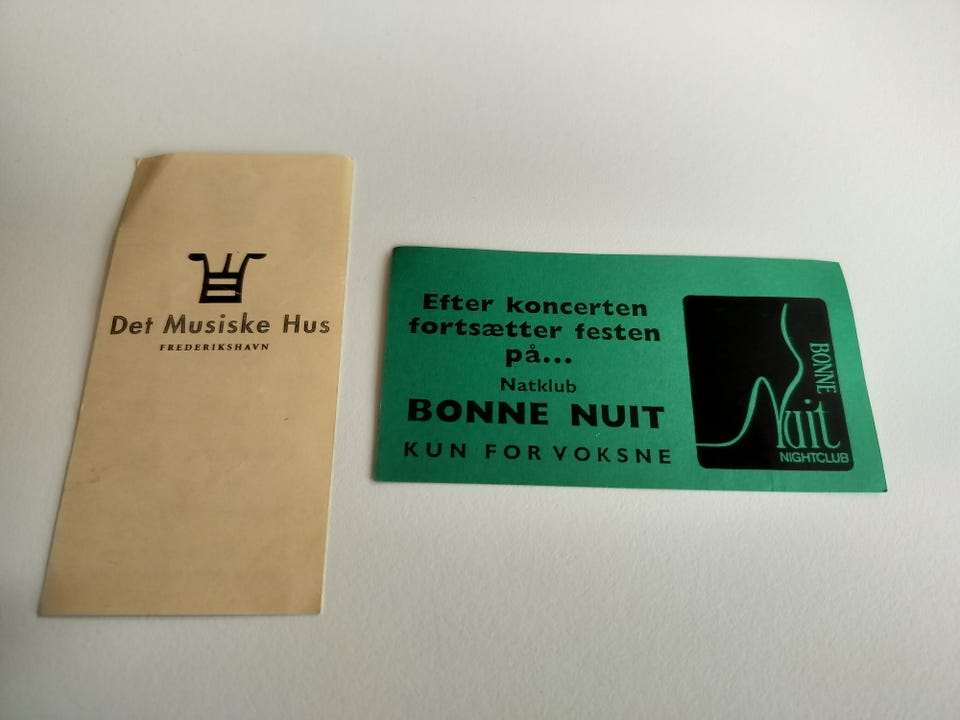 Det Musiske Hus
FREDERIKSHAVN
Efter koncerten
fortsætter festen
på...
Natklub
BONNE NUIT
KUN FOR VOKSNE
BONNE
Nuit
NIGHTCLUB